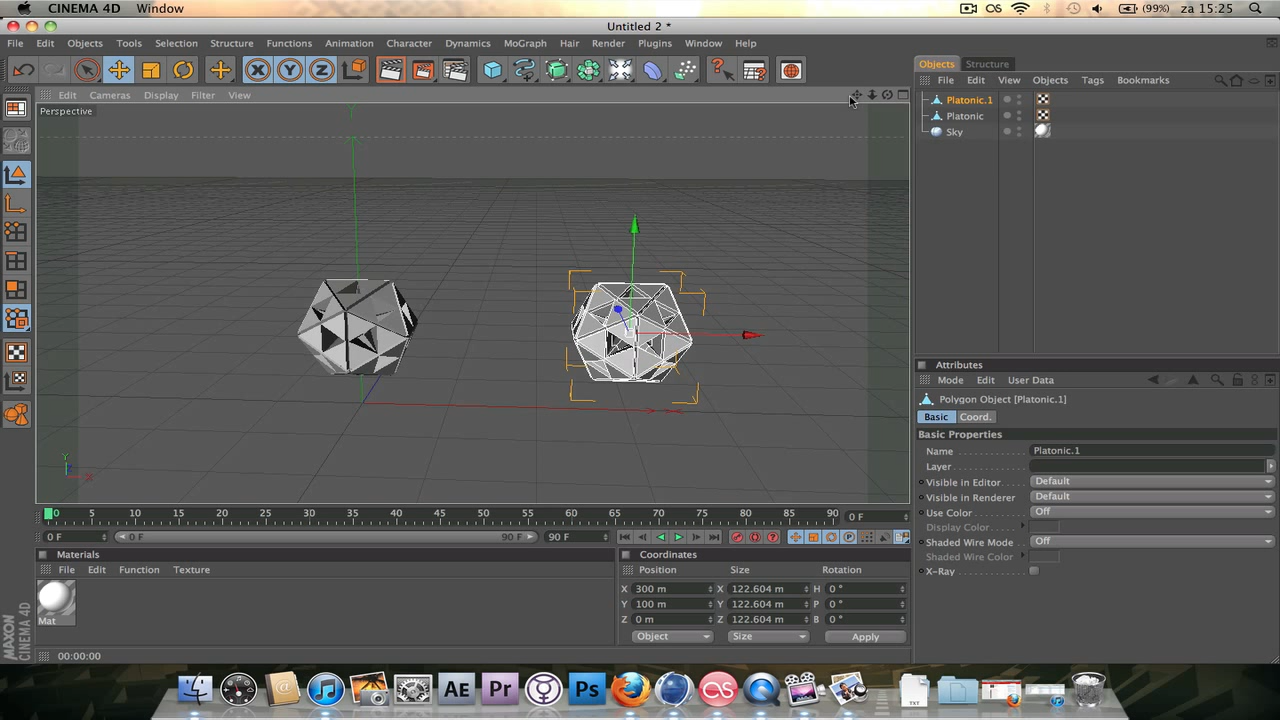 CINEMA 4D Window (99%) za 15:25
Untitled 2 *
File Edit Objects Tools Selection Structure Functions Animation Character Dynamics MoGraph Hair Render Plugins Window Help
X Y Z
Objects Structure
File Edit View Objects Tags Bookmarks
Edit Cameras Display Filter View
Platonic.1
Platonic
Sky
Perspective
Y
Y
X
Attributes
Mode Edit User Data
Polygon Object [Platonic.1]
Basic Coord.
Basic Properties
Name Platonic.1
Layer
Visible in Editor Default
Visible in Renderer Default
Use Color Off
Display Color
Shaded Wire Mode Off
Shaded Wire Color
X-Ray
0 5 10 15 20 25 30 35 40 45 50 55 60 65 70 75 80 85 90 0 F
0 F 0 F 90 F 90 F
Materials
File Edit Function Texture
Mat
Coordinates
Position Size Rotation
X 300 m X 122.604 m H 0 °
Y 100 m Y 122.604 m P 0 °
Z 0 m Z 122.604 m B 0 °
Object Size Apply
MAXON
CINEMA 4D
00:00:00
AE Pr Ps
TXT